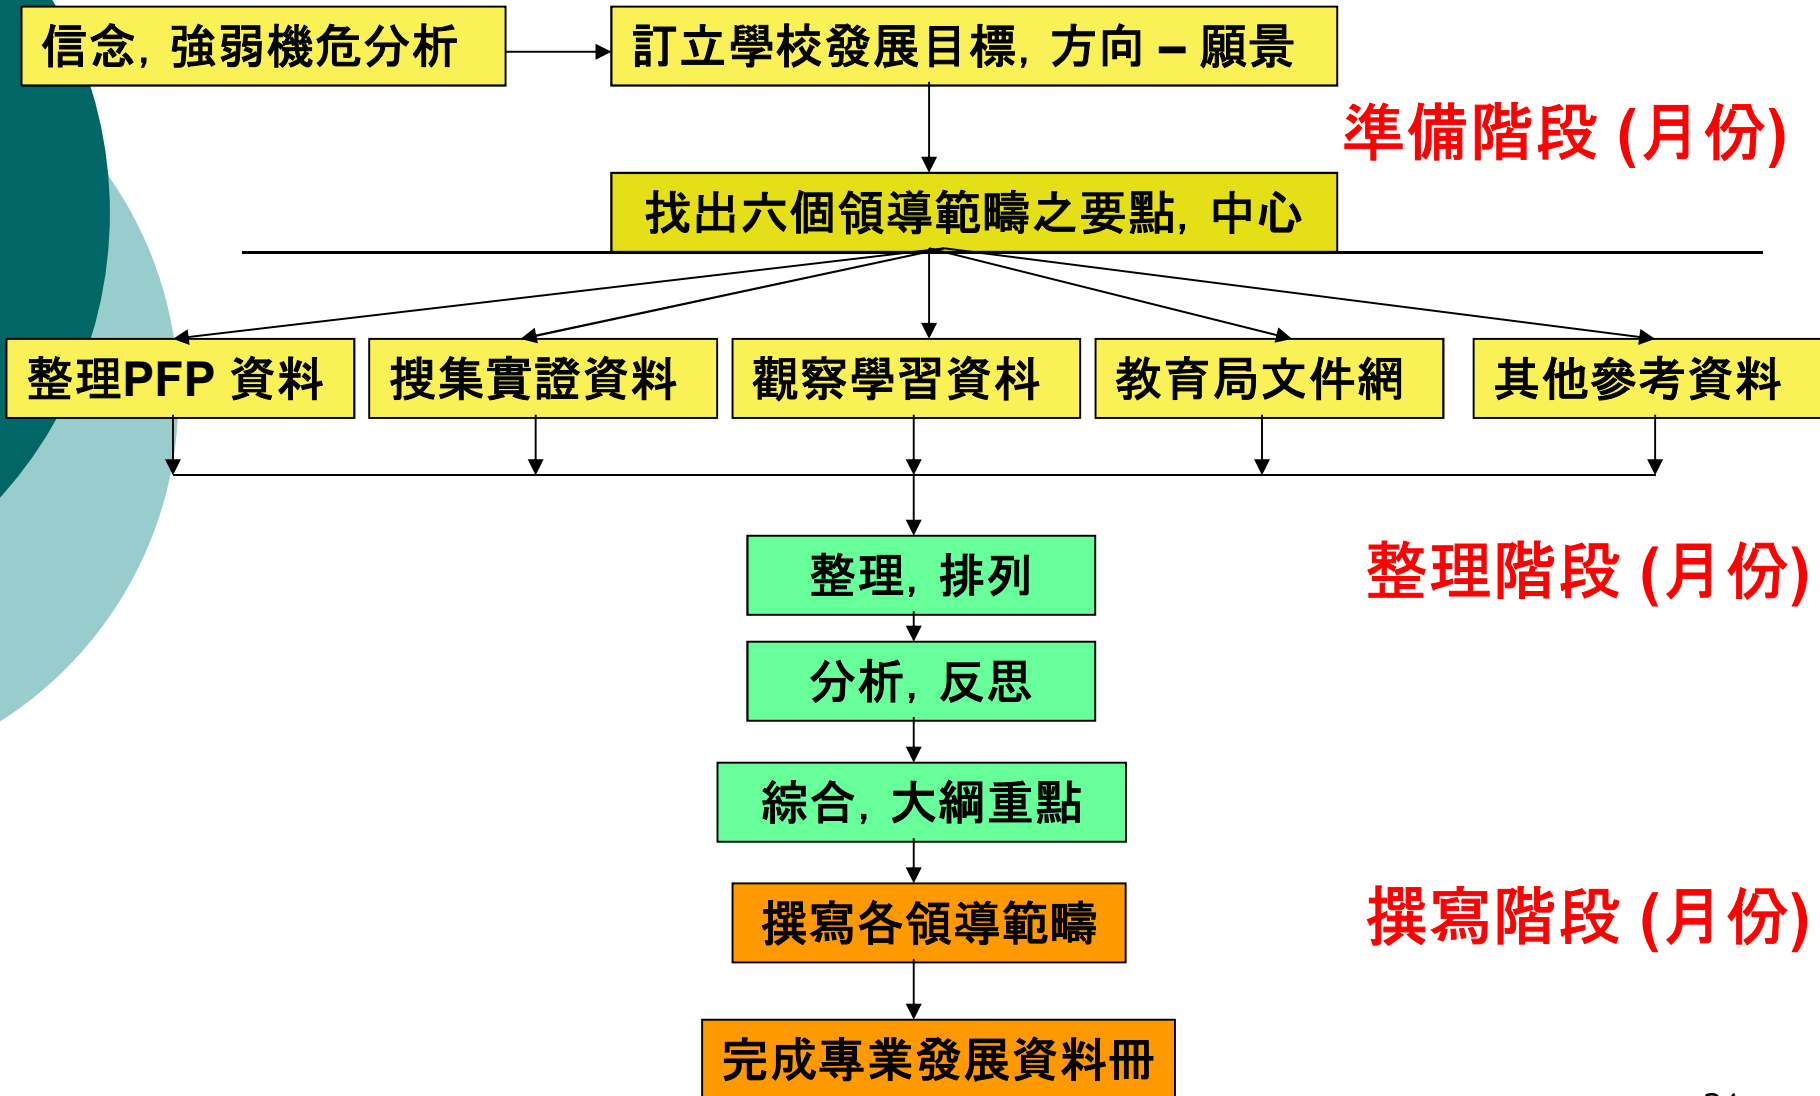 信念, 強弱機危分析
訂立學校發展目標, 方向 – 願景
準備階段 (月份)
找出六個領導範疇之要點, 中心
整理PFP 資料
搜集實證資料
觀察學習資料
教育局文件網
其他參考資料
整理, 排列
整理階段 (月份)
分析, 反思
綜合, 大綱重點
撰寫各領導範疇
撰寫階段 (月份)
完成專業發展資料冊